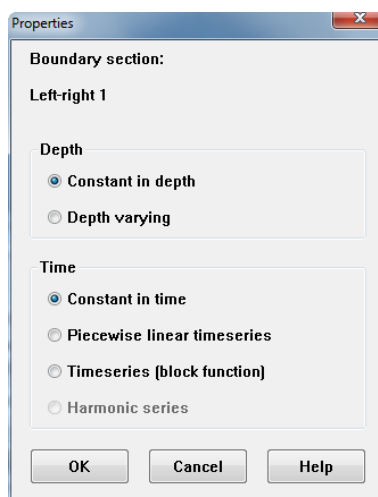 Properties
Boundary section:
Left-right 1
Depth
Constant in depth
Depth varying
Time
Constant in time
Piecewise linear timeseries
Timeseries (block function)
Harmonic series
OK
Cancel
Help